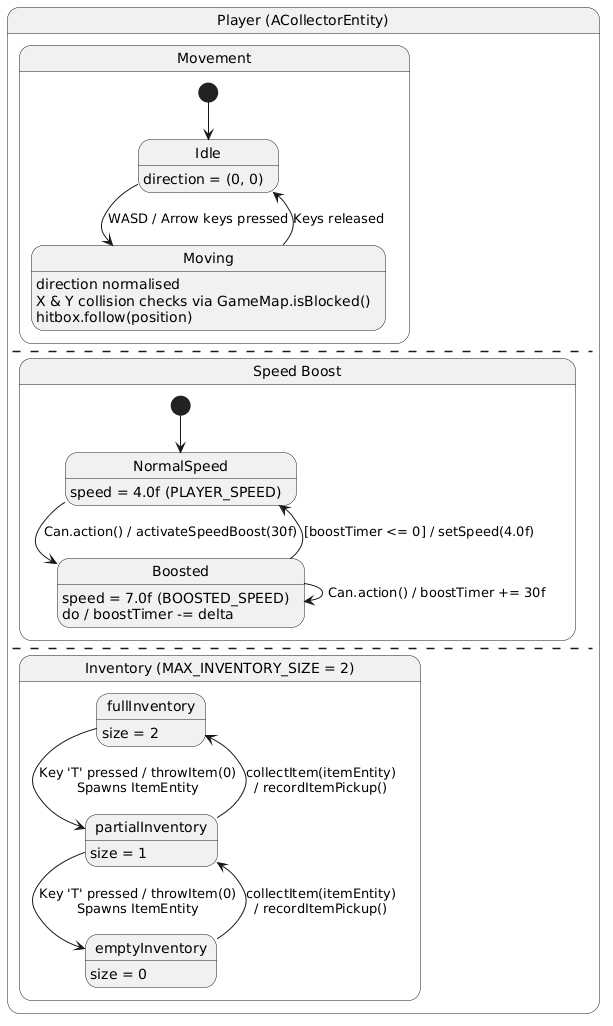 Player (ACollectorEntity)
Movement
Idle
direction = (0, 0)
WASD / Arrow keys pressed
Keys released
Moving
direction normalised
X & Y collision checks via GameMap.isBlocked()
hitbox.follow(position)
Speed Boost
NormalSpeed
speed = 4.0f (PLAYER_SPEED)
Can.action() / activateSpeedBoost(30f)
[boostTimer <= 0] / setSpeed(4.0f)
Boosted
speed = 7.0f (BOOSTED_SPEED)
do / boostTimer -= delta
Can.action() / boostTimer += 30f
Inventory (MAX_INVENTORY_SIZE = 2)
fullInventory
size = 2
Key 'T' pressed / throwItem(0)
Spawns ItemEntity
collectItem(itemEntity)
/ recordItemPickup()
partialInventory
size = 1
Key 'T' pressed / throwItem(0)
Spawns ItemEntity
collectItem(itemEntity)
/ recordItemPickup()
emptyInventory
size = 0